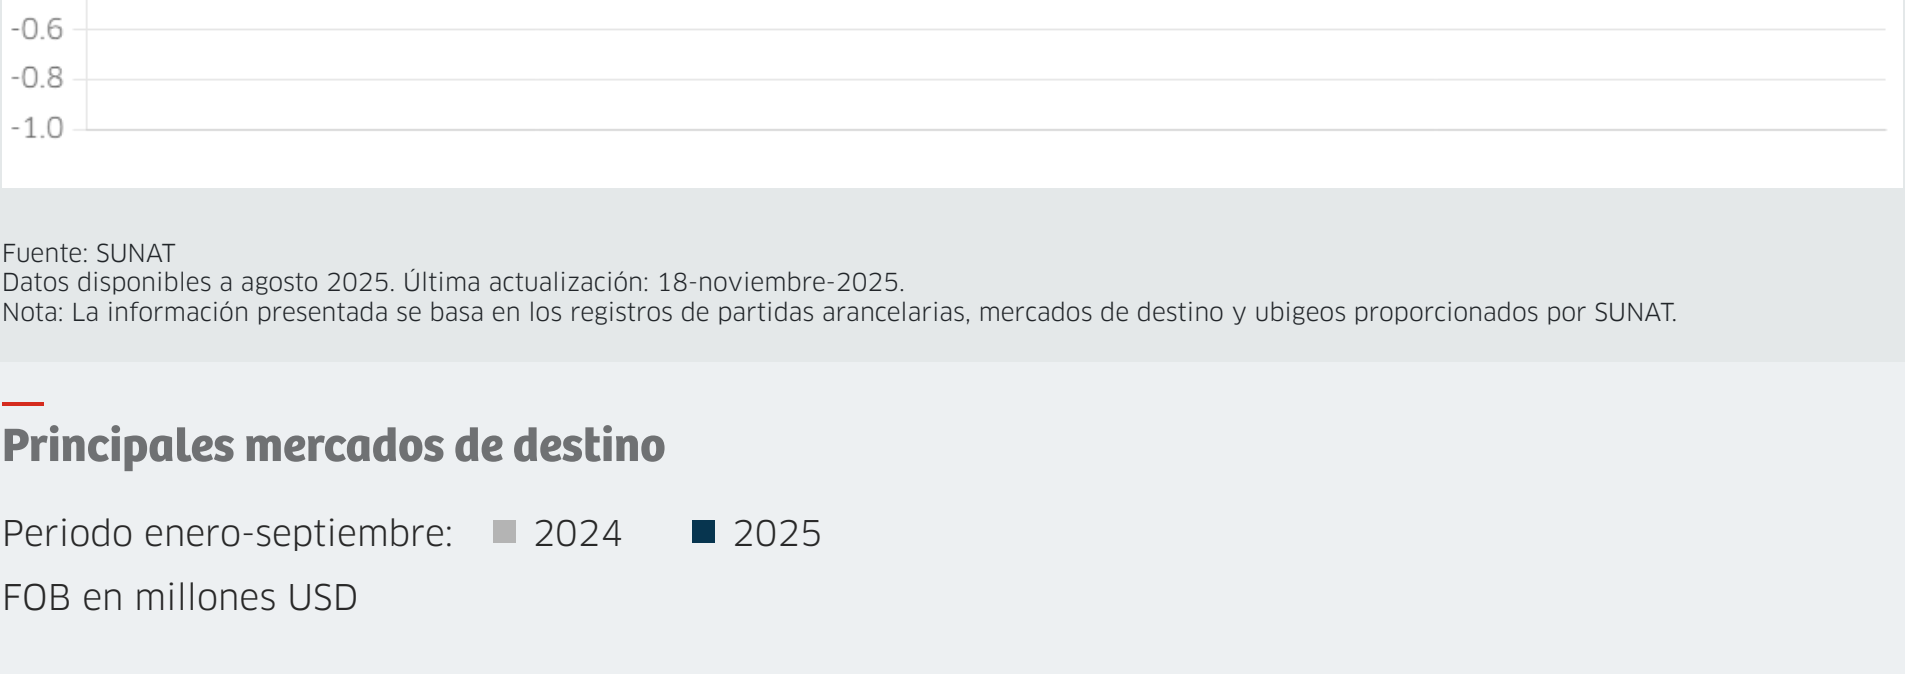 -0.6
-0.8
-1.0
Fuente: SUNAT
Datos disponibles a agosto 2025. Última actualización: 18-noviembre-2025.
Nota: La información presentada se basa en los registros de partidas arancelarias, mercados de destino y ubigeos proporcionados por SUNAT.
Principales mercados de destino
Periodo enero-septiembre: 2024 2025
FOB en millones USD